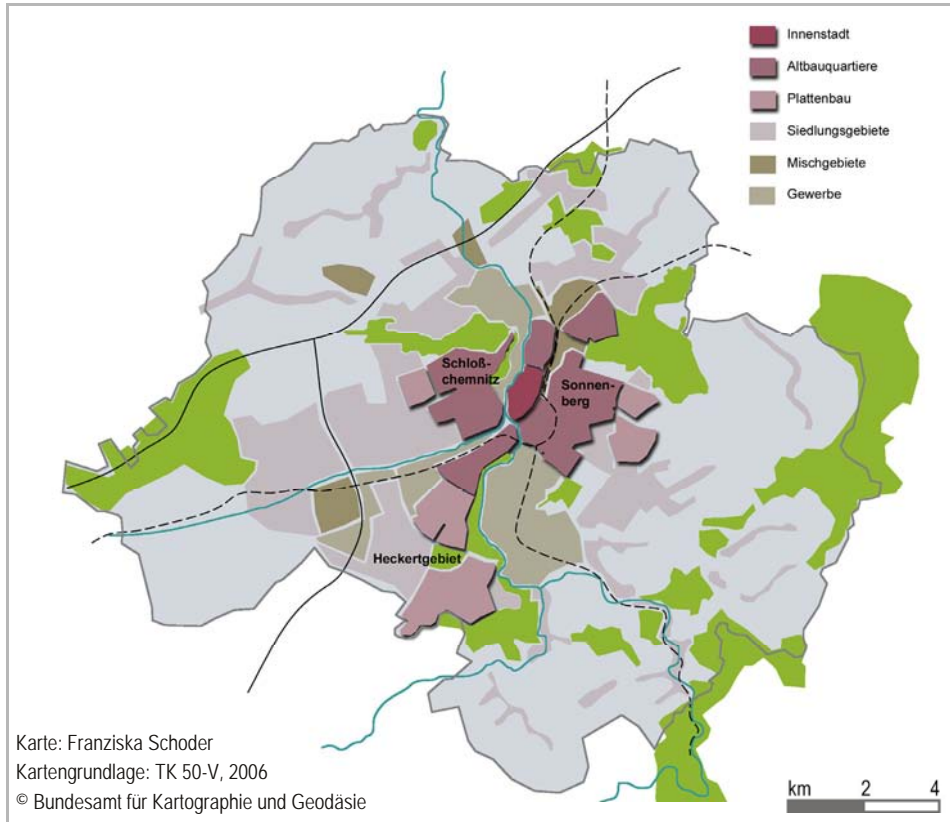 Innenstadt
Altbauquartiere
Plattenbau
Siedlungsgebiete
Mischgebiete
Gewerbe
Schloß-
chemnitz
Sonnen-
berg
Heckertgebiet
Karte: Franziska Schoder
Kartengrundlage: TK 50-V, 2006
© Bundesamt für Kartographie und Geodäsie
km 2 4